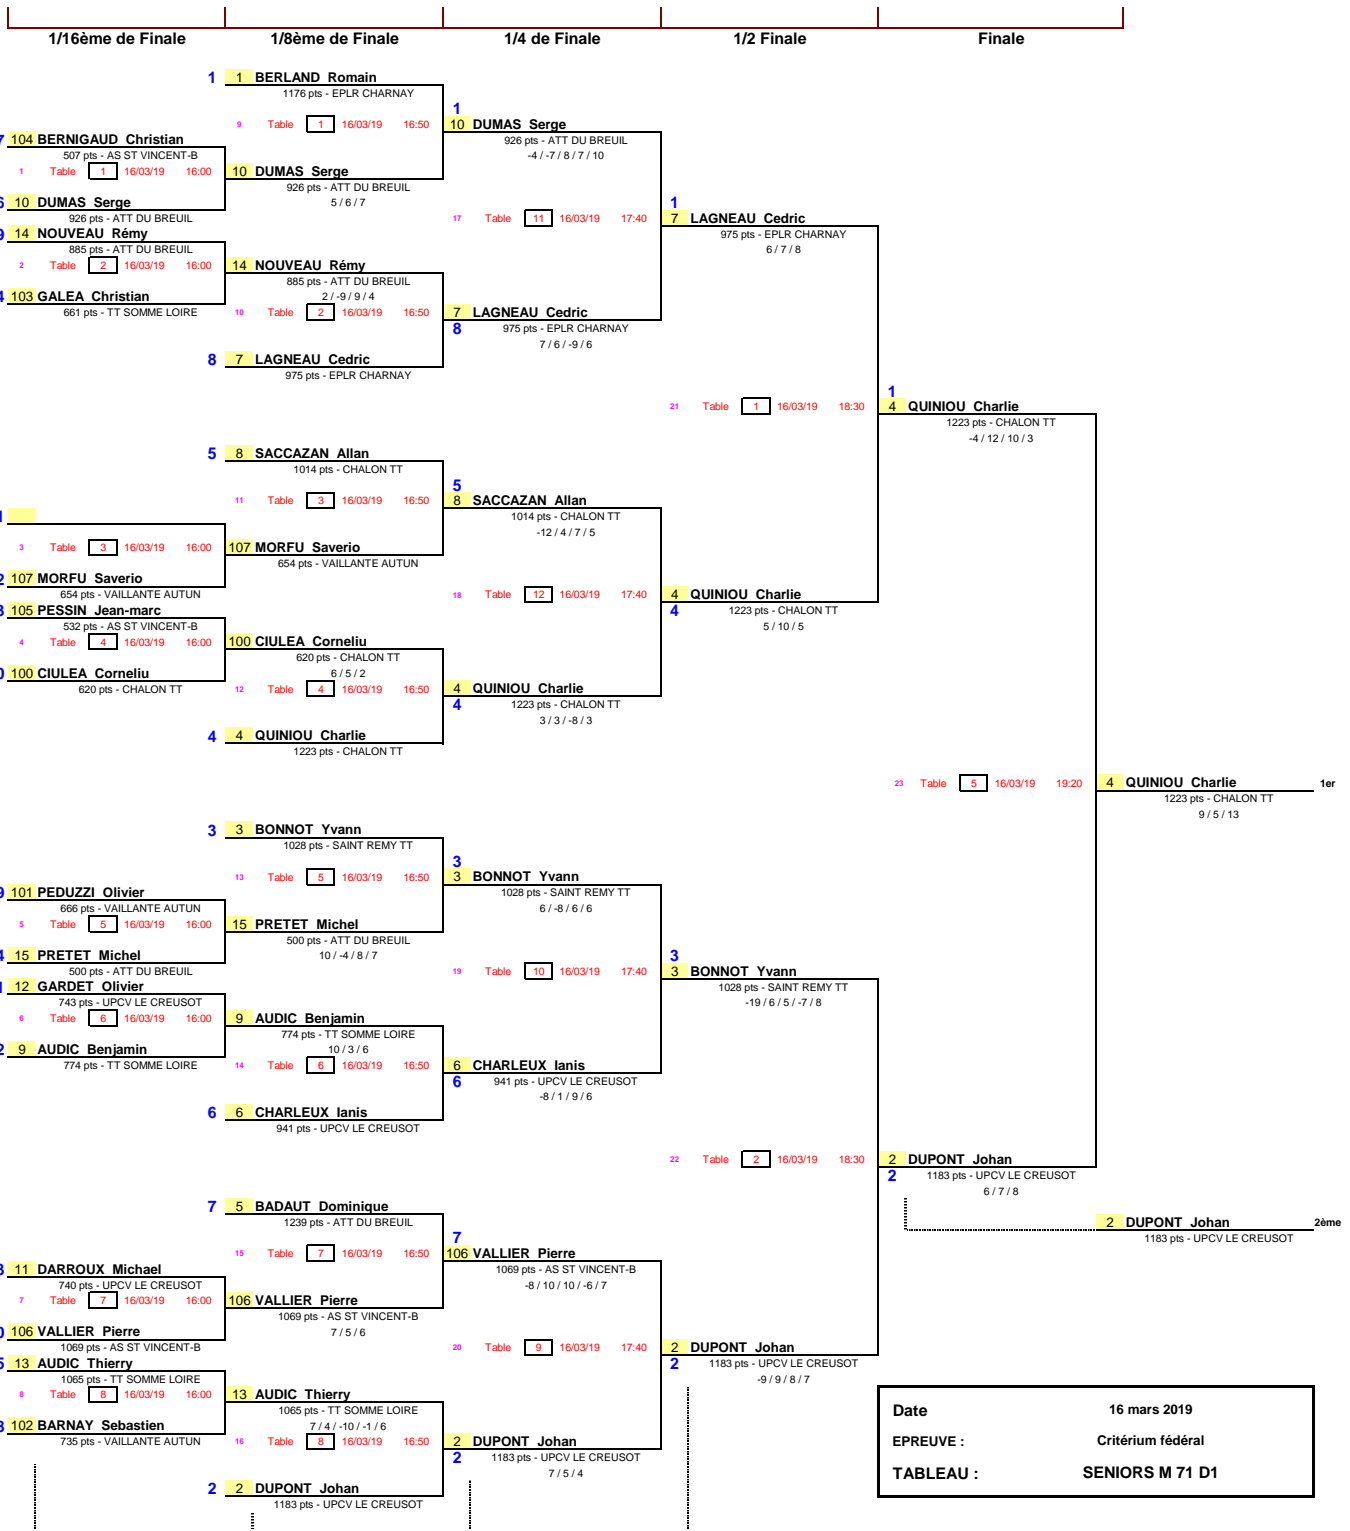 1/16ème de Finale
1/8ème de Finale
1/4 de Finale
1/2 Finale
Finale
1 1 BERLAND Romain
1176 pts - EPLR CHARNAY
9 Table 1 16/03/19 16:50
1
10 DUMAS Serge
926 pts - ATT DU BREUIL
-4 / -7 / 8 / 7 / 10
7 104 BERNIGAUD Christian
507 pts - AS ST VINCENT-B
1 Table 1 16/03/19 16:00
10 DUMAS Serge
926 pts - ATT DU BREUIL
5 / 6 / 7
6 10 DUMAS Serge
926 pts - ATT DU BREUIL
17 Table 11 16/03/19 17:40
1
7 LAGNEAU Cedric
975 pts - EPLR CHARNAY
6 / 7 / 8
9 14 NOUVEAU Rémy
885 pts - ATT DU BREUIL
2 Table 2 16/03/19 16:00
14 NOUVEAU Rémy
885 pts - ATT DU BREUIL
2 / -9 / 9 / 4
4 103 GALEA Christian
661 pts - TT SOMME LOIRE
10 Table 2 16/03/19 16:50
7 LAGNEAU Cedric
8 975 pts - EPLR CHARNAY
7 / 6 / -9 / 6
8 7 LAGNEAU Cedric
975 pts - EPLR CHARNAY
21 Table 1 16/03/19 18:30
1
4 QUINIOU Charlie
1223 pts - CHALON TT
-4 / 12 / 10 / 3
5 8 SACCAZAN Allan
1014 pts - CHALON TT
11 Table 3 16/03/19 16:50
5
8 SACCAZAN Allan
1014 pts - CHALON TT
-12 / 4 / 7 / 5
3 Table 3 16/03/19 16:00
107 MORFU Saverio
654 pts - VAILLANTE AUTUN
2 107 MORFU Saverio
654 pts - VAILLANTE AUTUN
18 Table 12 16/03/19 17:40
4 QUINIOU Charlie
4 1223 pts - CHALON TT
5 / 10 / 5
3 105 PESSIN Jean-marc
532 pts - AS ST VINCENT-B
4 Table 4 16/03/19 16:00
100 CIULEA Corneliu
620 pts - CHALON TT
6 / 5 / 2
0 100 CIULEA Corneliu
620 pts - CHALON TT
12 Table 4 16/03/19 16:50
4 QUINIOU Charlie
4 1223 pts - CHALON TT
3 / 3 / -8 / 3
4 4 QUINIOU Charlie
1223 pts - CHALON TT
23 Table 5 16/03/19 19:20
4 QUINIOU Charlie 1er
1223 pts - CHALON TT
9 / 5 / 13
3 3 BONNOT Yvann
1028 pts - SAINT REMY TT
13 Table 5 16/03/19 16:50
3
3 BONNOT Yvann
1028 pts - SAINT REMY TT
6 / -8 / 6 / 6
9 101 PEDUZZI Olivier
666 pts - VAILLANTE AUTUN
5 Table 5 16/03/19 16:00
15 PRETET Michel
500 pts - ATT DU BREUIL
10 / -4 / 8 / 7
4 15 PRETET Michel
500 pts - ATT DU BREUIL
19 Table 10 16/03/19 17:40
3
3 BONNOT Yvann
1028 pts - SAINT REMY TT
-19 / 6 / 5 / -7 / 8
12 GARDET Olivier
743 pts - UPCV LE CREUSOT
6 Table 6 16/03/19 16:00
9 AUDIC Benjamin
774 pts - TT SOMME LOIRE
10 / 3 / 6
2 9 AUDIC Benjamin
774 pts - TT SOMME LOIRE
14 Table 6 16/03/19 16:50
6 CHARLEUX Ianis
6 941 pts - UPCV LE CREUSOT
-8 / 1 / 9 / 6
6 6 CHARLEUX Ianis
941 pts - UPCV LE CREUSOT
22 Table 2 16/03/19 18:30
2 DUPONT Johan
2 1183 pts - UPCV LE CREUSOT
6 / 7 / 8
2 DUPONT Johan 2ème
1183 pts - UPCV LE CREUSOT
7 5 BADAUT Dominique
1239 pts - ATT DU BREUIL
15 Table 7 16/03/19 16:50
7
106 VALLIER Pierre
1069 pts - AS ST VINCENT-B
-8 / 10 / 10 / -6 / 7
3 11 DARROUX Michael
740 pts - UPCV LE CREUSOT
7 Table 7 16/03/19 16:00
106 VALLIER Pierre
1069 pts - AS ST VINCENT-B
7 / 5 / 6
0 106 VALLIER Pierre
1069 pts - AS ST VINCENT-B
20 Table 9 16/03/19 17:40
2 DUPONT Johan
2 1183 pts - UPCV LE CREUSOT
-9 / 9 / 8 / 7
5 13 AUDIC Thierry
1065 pts - TT SOMME LOIRE
8 Table 8 16/03/19 16:00
13 AUDIC Thierry
1065 pts - TT SOMME LOIRE
7 / 4 / -10 / -1 / 6
102 BARNAY Sebastien
735 pts - VAILLANTE AUTUN
16 Table 8 16/03/19 16:50
2 DUPONT Johan
2 1183 pts - UPCV LE CREUSOT
7 / 5 / 4
2 2 DUPONT Johan
1183 pts - UPCV LE CREUSOT
Date 16 mars 2019
EPREUVE : Critérium fédéral
TABLEAU : SENIORS M 71 D1